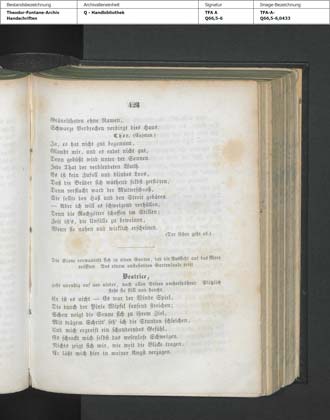 Bestandsbezeichnung
Theodor-Fontane-Archiv
Handschriften
Archivalieneinheit
Q - Handbibliothek
Signatur
TFA A
Q66,5-6
Image-Bezeichnung
TFA-A-
Q66,5-6,0433
Gräuelthaten ohne Namen,
Schwarze Verbrechen verbirgt dies Haus.
Chor. (Cajetan.)
Ja, es hat nicht gut begonnen,
Glaubt mir, und es endet nicht gut,
Denn gebüßt wird unter der Sonnen
Jede That der verblendeten Wuth.
Es ist kein Zufall und blindes Loos,
Daß die Brüder sich wüthend selbst zerstören,
Denn verflucht ward der Mutterschooß,
Sie sollte den Haß und den Streit gebären.
— Aber ich will es schweigend verhüllen,
Denn die Rachgötter schaffen im Stillen;
Zeit ist's, die Unfälle zu beweinen,
Wenn sie nahen und wirklich erscheinen.
(Der Chor geht ab.)
Die Scene verwandelt sich in einen Garten, der die Aussicht auf das Meer
eröffnet. Aus einem anstoßenden Gartensaale tritt
Beatrice,
geht unruhig auf und nieder, nach allen Seiten umherspähend. Plötzlich
steht sie still und horcht.
Er ist es nicht — Es war der Winde Spiel,
Die durch der Pinie Wipfel sausend streichen;
Schon neigt die Sonne sich zu ihrem Ziel,
Mit trägem Schritt seh' ich die Stunden schleichen,
Und mich ergreift ein schauderndes Gefühl,
Es schreckt mich selbst das wesenlose Schweigen.
Nichts zeigt sich mir, wie weit die Blicke tragen;
Er läßt mich hier in meiner Angst verzagen.